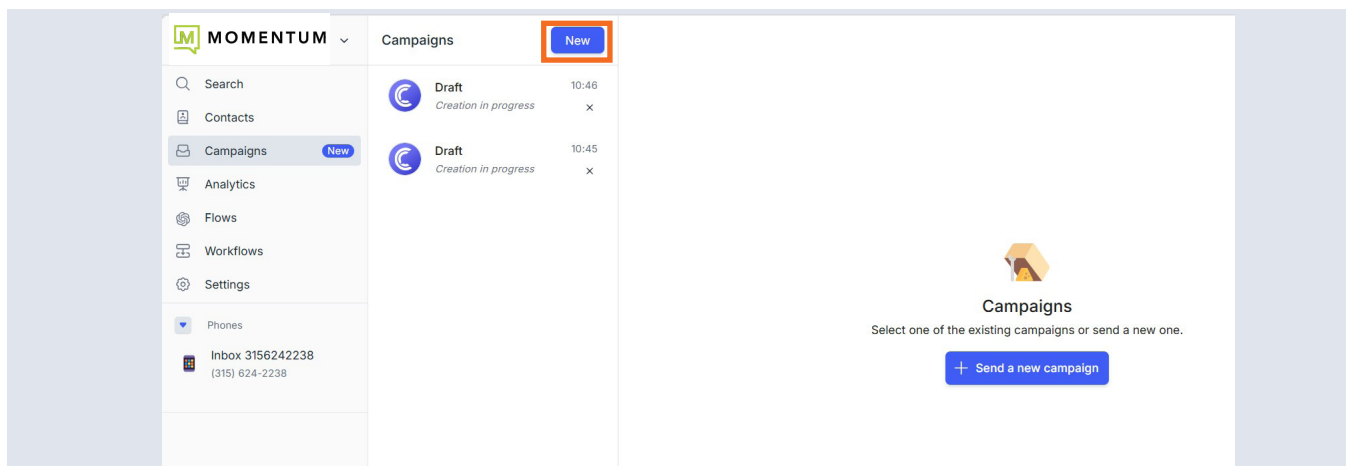 MOMENTUM
Search
Contacts
Campaigns New
Analytics
Flows
Workflows
Settings
Phones
Inbox 3156242238
(315) 624-2238
Campaigns New
Draft 10:46
Creation in progress ×
Draft 10:45
Creation in progress ×
Campaigns
Select one of the existing campaigns or send a new one.
+ Send a new campaign